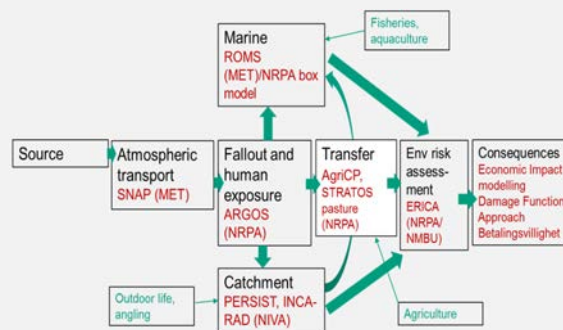 Marine
ROMS
(MET)/NRPA box
model
Fisheries,
aquaculture
Source
Atmospheric
transport
SNAP (MET)
Fallout and
human
exposure
ARGOS
(NRPA)
Transfer
AgriCP,
STRATOS
pasture
(NRPA)
Env risk
assess-
ment
ERICA
(NRPA/
NMBU)
Consequences
Economic Impact
modelling
Damage Function
Approach
Betalingsvillighet
Catchment
PERSIST, INCA-
RAD (NIVA)
Outdoor life,
angling
Agriculture